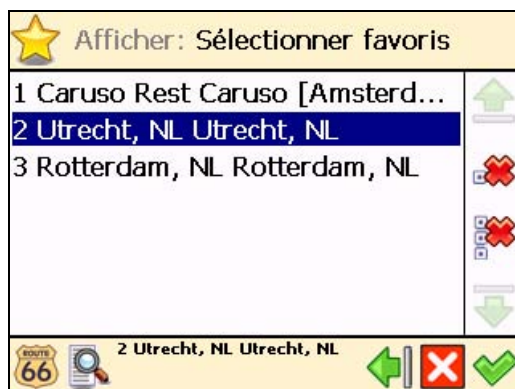 Afficher: Sélectionner favoris
1 Caruso Rest Caruso [Amsterd...
2 Utrecht, NL Utrecht, NL
3 Rotterdam, NL Rotterdam, NL
ROUTE
66
2 Utrecht, NL Utrecht, NL